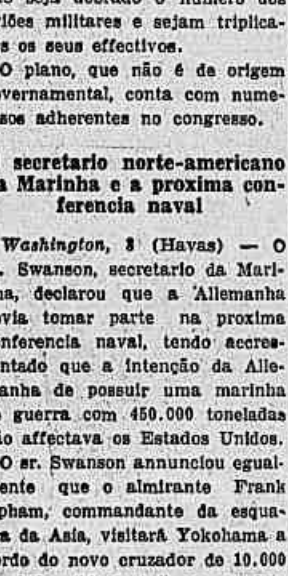 ões militares e sejam triplica-
s os seus effectivos.
O plano, que não é de origem
vernamental, conta com nume-
sos adherentes no congresso.
secretario norte-americano
a Marinha e a proxima con-
ferencia naval
Washington, 8 (Havas) — O
. Swanson, secretario da Mari-
ha, declarou que a Allemanha
via tomar parte na proxima
nferencia naval, tendo accres-
ntado que a intenção da Alle-
anha de possuir uma marinha
guerra com 450.000 toneladas
ão affectava os Estados Unidos.
O sr. Swanson annunciou egual-
ente que o almirante Frank
pham, commandante da esqua-
a da Asia, visitará Yokohama a
ordo do novo cruzador de 10.000